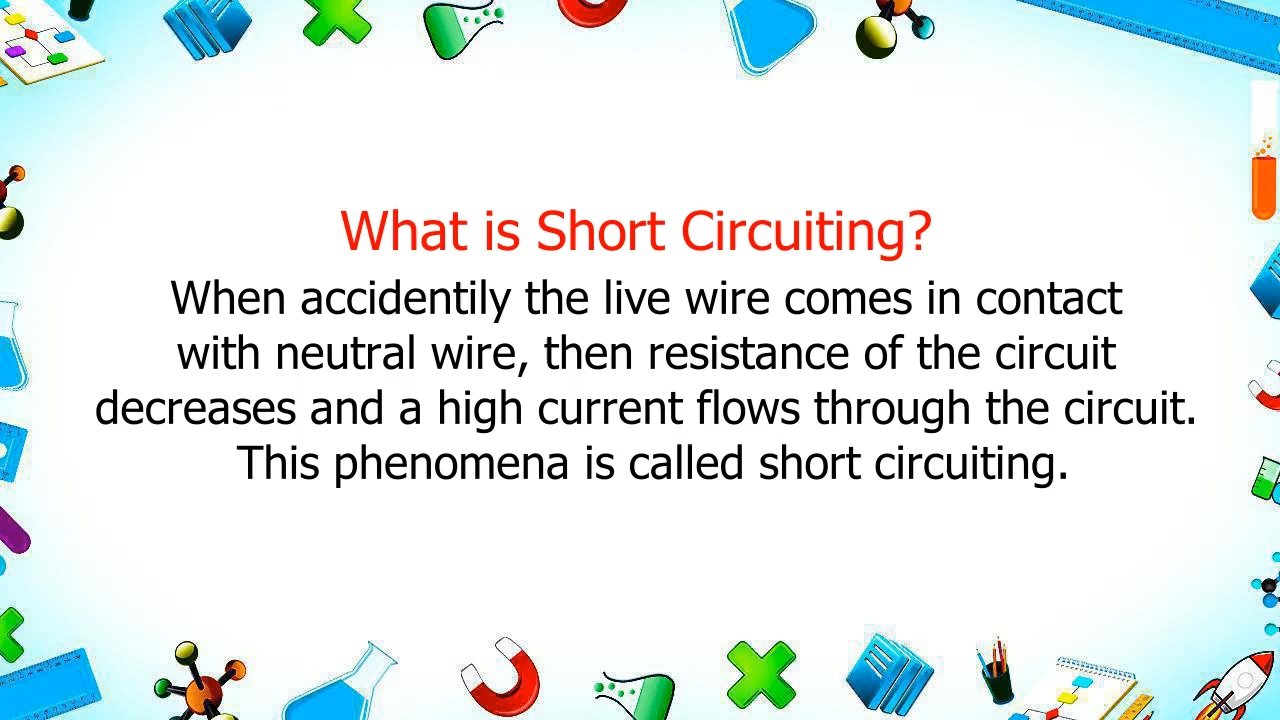 What is Short Circuiting?
When accidentily the live wire comes in contact
with neutral wire, then resistance of the circuit
decreases and a high current flows through the circuit.
This phenomena is called short circuiting.